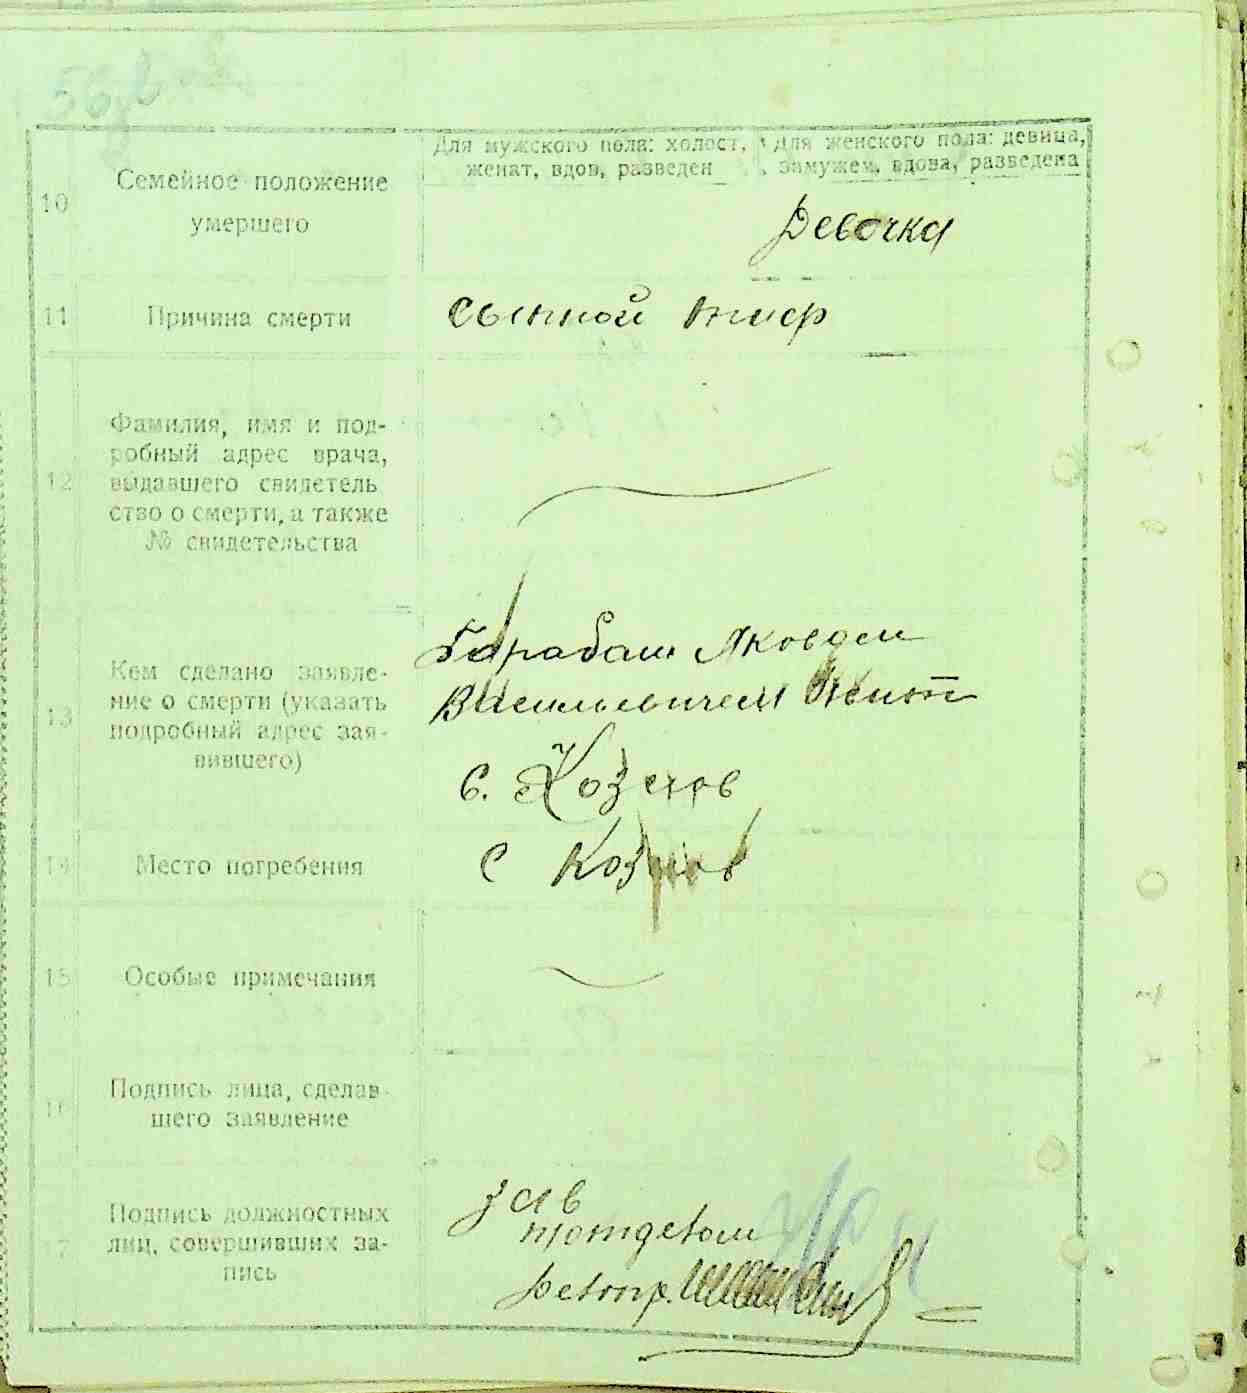 10
Семейное положение
умершего
Для мужского пола: холост,
женат, вдов, разведен
Для женского пола: девица,
замужем, вдова, разведена
Девочка
11
Причина смерти
Сыпной тиф
12
Фамилия, имя и под-
робный адрес врача,
выдавшего свидетель
ство о смерти, а также
№ свидетельства
13
Кем сделано заявле-
ние о смерти (указать
подробный адрес зая-
вившего)
Барабаш Яковом
Васильевичем
с.
14
Место погребения
с
15
Особые примечания
16
Подпись лица, сделав-
шего заявление
17
Подпись должностных
лиц, совершивших за-
пись
зав